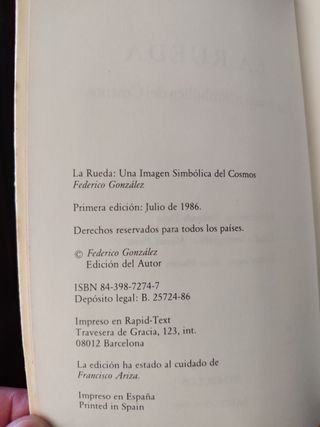 LA RUEDA
La Rueda: Una Imagen Simbólica del Cosmos
Federico González
Primera edición: Julio de 1986.
Derechos reservados para todos los países.
© Federico González
Edición del Autor
ISBN 84-398-7274-7
Depósito legal: B. 25724-86
Impreso en Rapid-Text
Travesera de Gracia, 123, int.
08012 Barcelona
La edición ha estado al cuidado de
Francisco Ariza.
Impreso en España
Printed in Spain